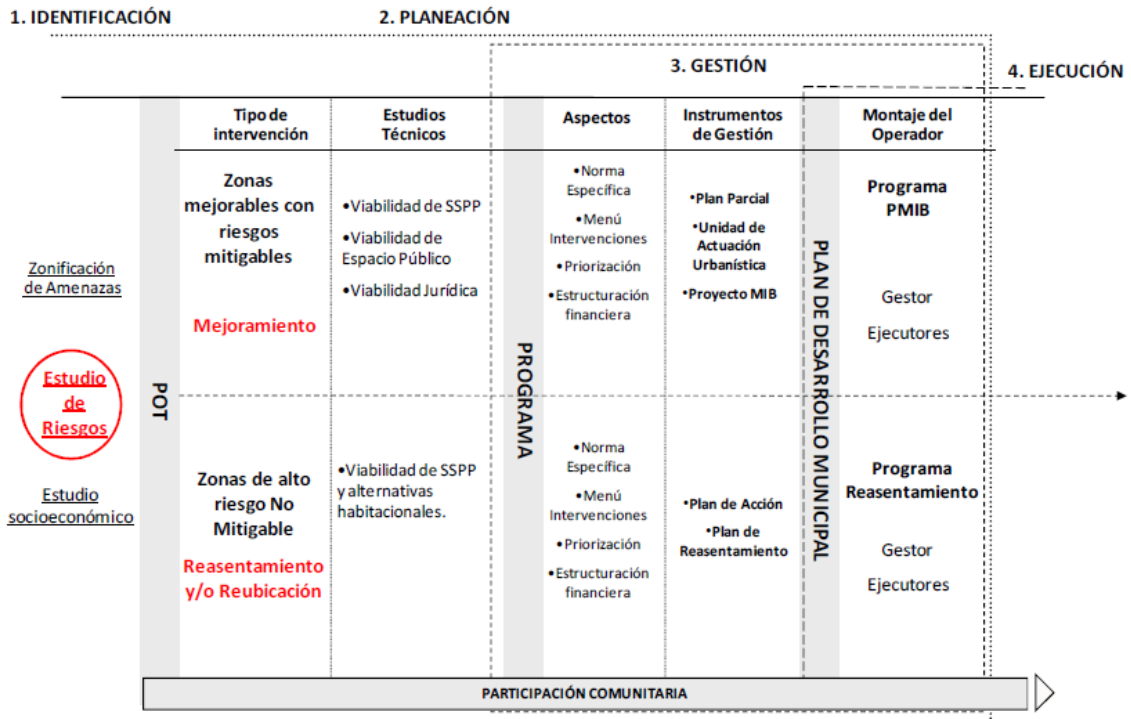 1. IDENTIFICACIÓN
2. PLANEACIÓN
3. GESTIÓN
4. EJECUCIÓN
Tipo de
intervención
Estudios
Técnicos
Aspectos
Instrumentos
de Gestión
Montaje del
Operador
Zonificación
de Amenazas
Estudio
de
Riesgos
Estudio
socioeconómico
POT
Zonas
mejorables con
riesgos
mitigables
Mejoramiento
•Viabilidad de SSPP
•Viabilidad de
Espacio Público
•Viabilidad Jurídica
PROGRAMA
•Norma
Específica
•Menú
Intervenciones
•Priorización
•Estructuración
financiera
•Plan Parcial
•Unidad de
Actuación
Urbanística
•Proyecto MIB
PLAN DE DESARROLLO MUNICIPAL
Programa
PMIB
Gestor
Ejecutores
Zonas de alto
riesgo No
Mitigable
Reasentamiento
y/o Reubicación
•Viabilidad de SSPP
y alternativas
habitacionales.
•Norma
Específica
•Menú
Intervenciones
•Priorización
•Estructuración
financiera
•Plan de Acción
•Plan de
Reasentamiento
Programa
Reasentamiento
Gestor
Ejecutores
PARTICIPACIÓN COMUNITARIA